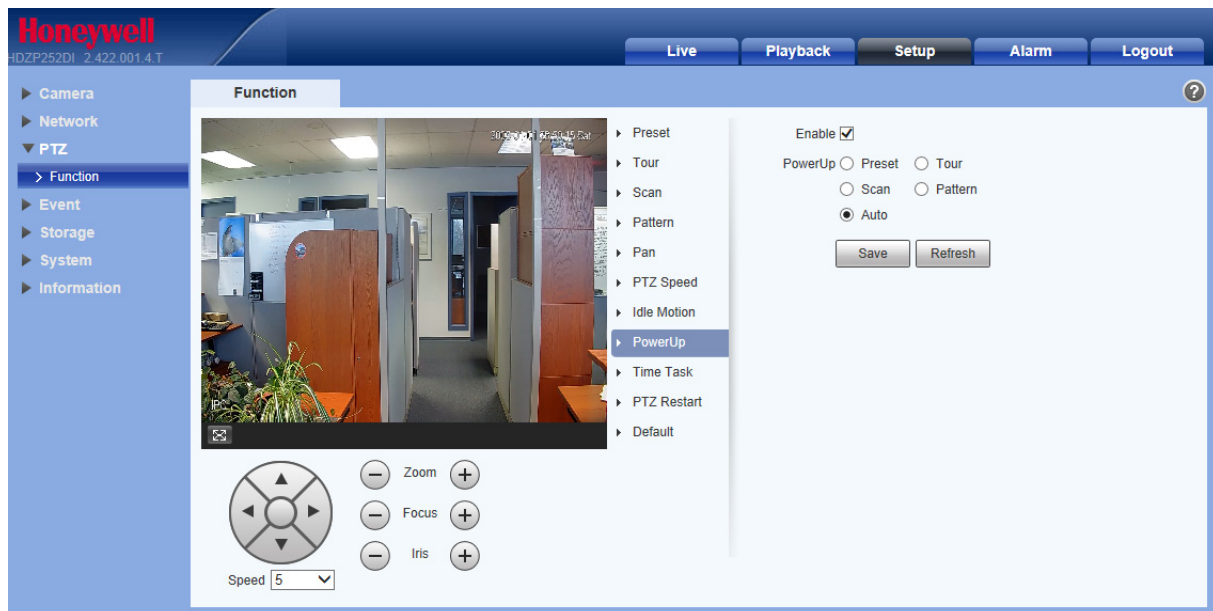 Honeywell
HDZP252DI 2.422.001.4.T
Live Playback Setup Alarm Logout
Camera
Network
PTZ
Function
Event
Storage
System
Information
Function
?
IPC
Preset
Tour
Scan
Pattern
Pan
PTZ Speed
Idle Motion
PowerUp
Time Task
PTZ Restart
Default
Enable
PowerUp Preset Tour
Scan Pattern
Auto
Save Refresh
Zoom
Focus
Iris
Speed 5